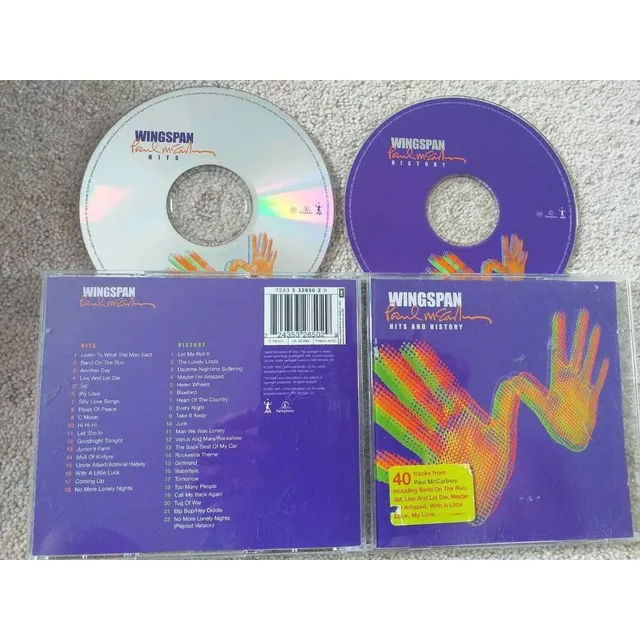 WINGSPAN
Paul McCartney
HITS
WINGSPAN
Paul McCartney
HISTORY
WINGSPAN
Paul McCartney
7243 5 32850 2 9
7 24353 28502 9
HITS
1 Listen To What The Man Said
2 Band On The Run
3 Another Day
4 Live And Let Die
5 Jet
6 My Love
7 Silly Love Songs
8 Pipes Of Peace
9 C Moon
10 Hi Hi Hi
11 Let 'Em In
12 Goodnight Tonight
13 Junior's Farm
14 Mull Of Kintyre
15 Uncle Albert/Admiral Halsey
16 With A Little Luck
17 Coming Up
18 No More Lonely Nights
HISTORY
1 Let Me Roll It
2 The Lovely Linda
3 Daytime Nightime Suffering
4 Maybe I'm Amazed
5 Helen Wheels
6 Bluebird
7 Heart Of The Country
8 Every Night
9 Take It Away
10 Junk
11 Man We Was Lonely
12 Venus And Mars/Rockshow
13 The Back Seat Of My Car
14 Rockestra Theme
15 Girlfriend
16 Waterfalls
17 Tomorrow
18 Too Many People
19 Call Me Back Again
20 Tug Of War
21 Bip Bop/Hey Diddle
22 No More Lonely Nights
(Playout Version)
Parlophone
WINGSPAN
Paul McCartney
HITS AND HISTORY
40 tracks from
Paul McCartney
including Band On The Run,
Jet, Live And Let Die, Maybe
Amazed, With A Little
Luck, My Love...